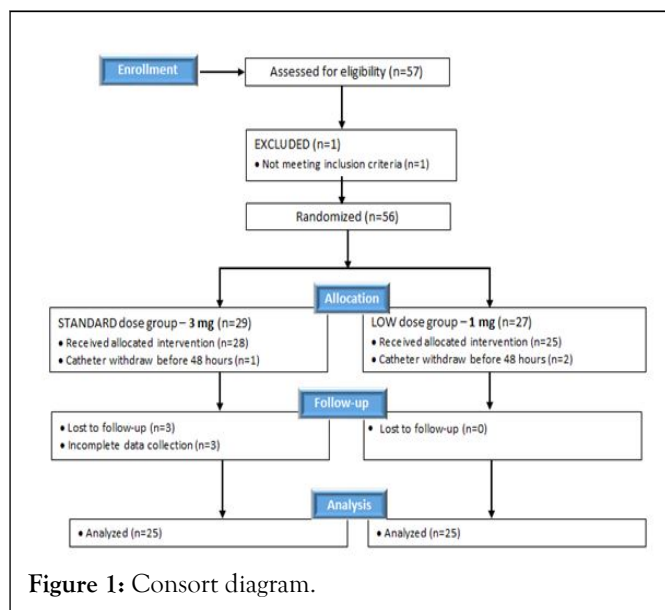 Enrollment
Assessed for eligibility (n=57)
EXCLUDED (n=1)
• Not meeting inclusion criteria (n=1)
Randomized (n=56)
Allocation
STANDARD dose group – 3 mg (n=29)
• Received allocated intervention (n=28)
• Catheter withdraw before 48 hours (n=1)
LOW dose group – 1 mg (n=27)
• Received allocated intervention (n=25)
• Catheter withdraw before 48 hours (n=2)
Follow-up
• Lost to follow-up (n=3)
• Incomplete data collection (n=3)
• Lost to follow-up (n=0)
Analysis
• Analyzed (n=25)
• Analyzed (n=25)
Figure 1: Consort diagram.